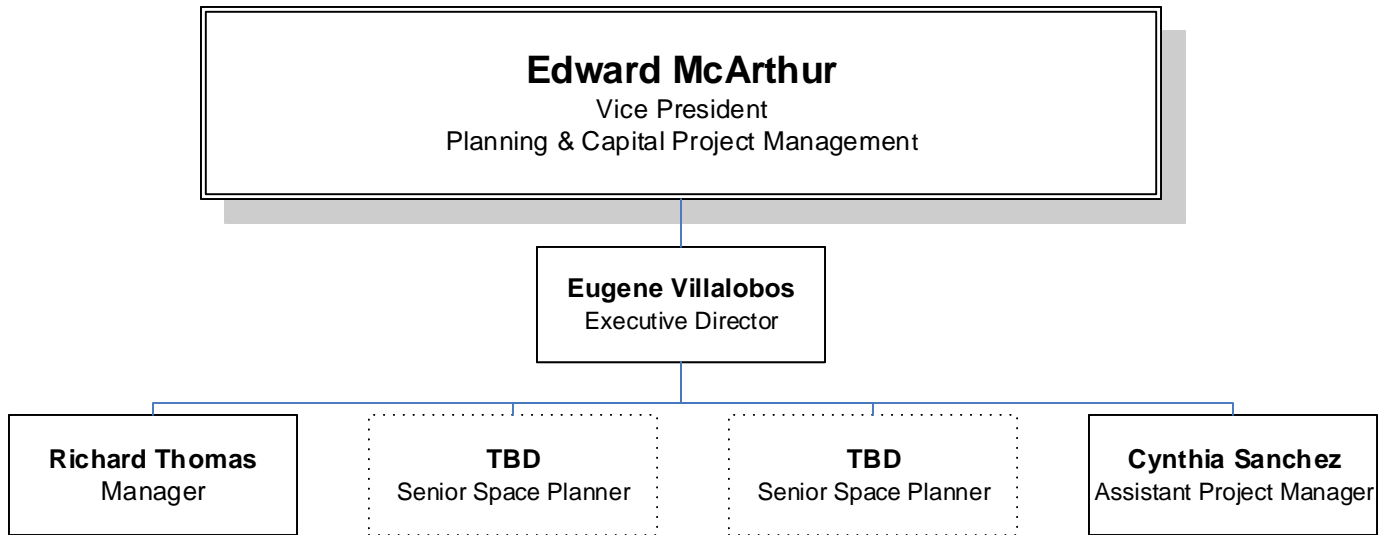 Edward McArthur
Vice President
Planning & Capital Project Management
Eugene Villalobos
Executive Director
Richard Thomas
Manager
TBD
Senior Space Planner
TBD
Senior Space Planner
Cynthia Sanchez
Assistant Project Manager